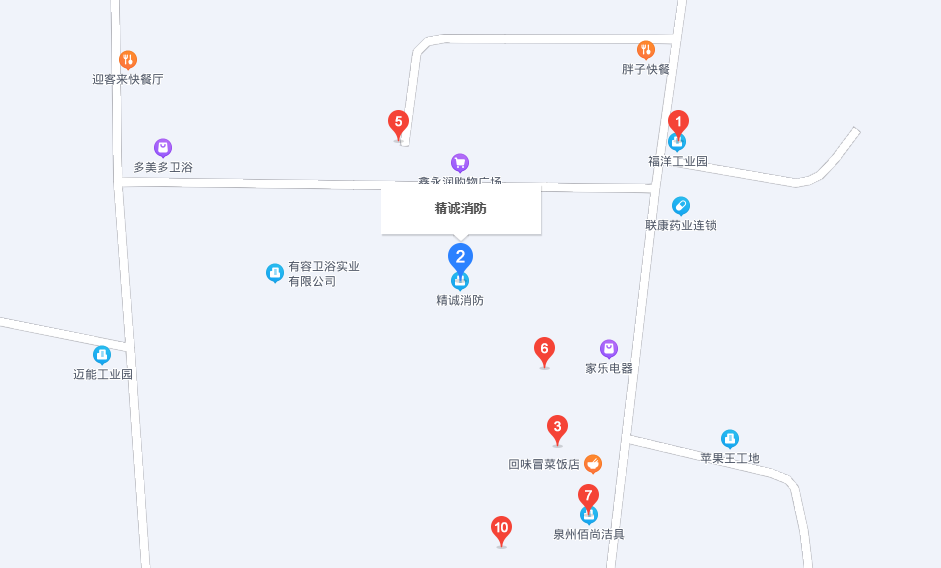 迎客来快餐厅
胖子快餐
5
1
多美多卫浴
福洋工业园
鑫永润购物广场
精诚消防
联康药业连锁
2
有容卫浴实业
有限公司
精诚消防
6
家乐电器
迈能工业园
3
苹果王工地
回味冒菜饭店
7
10
泉州佰尚洁具